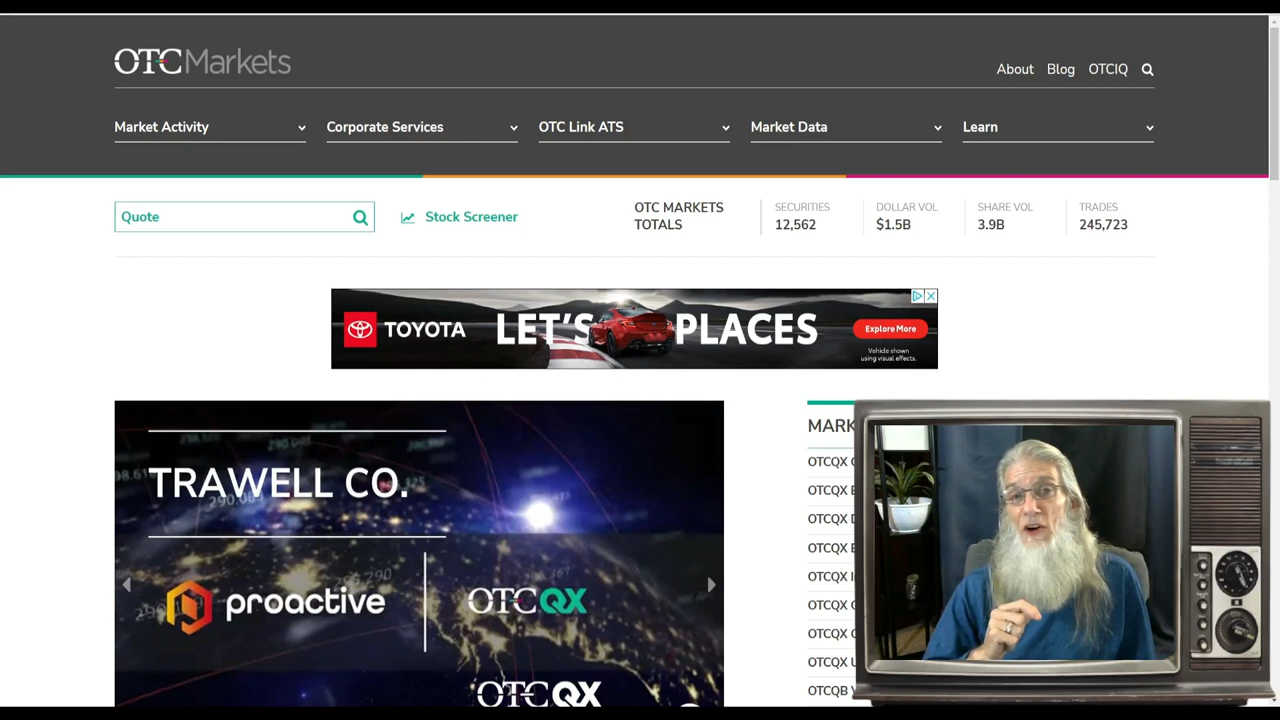 OTCMarkets
About Blog OTCIQ
Market Activity Corporate Services OTC Link ATS Market Data Learn
Quote
Stock Screener
OTC MARKETS
TOTALS
SECURITIES
12,562
DOLLAR VOL
$1.5B
SHARE VOL
3.9B
TRADES
245,723
TOYOTA LET'S PLACES
Explore More
Vehicle shown
using visual effects.
TRAWELL CO.
proactive
OTCQX
OTCQX
MARK
OTCQX
OTCQX
OTCQX
OTCQX
OTCQX
OTCQX
OTCQX
OTCQX
OTCQB